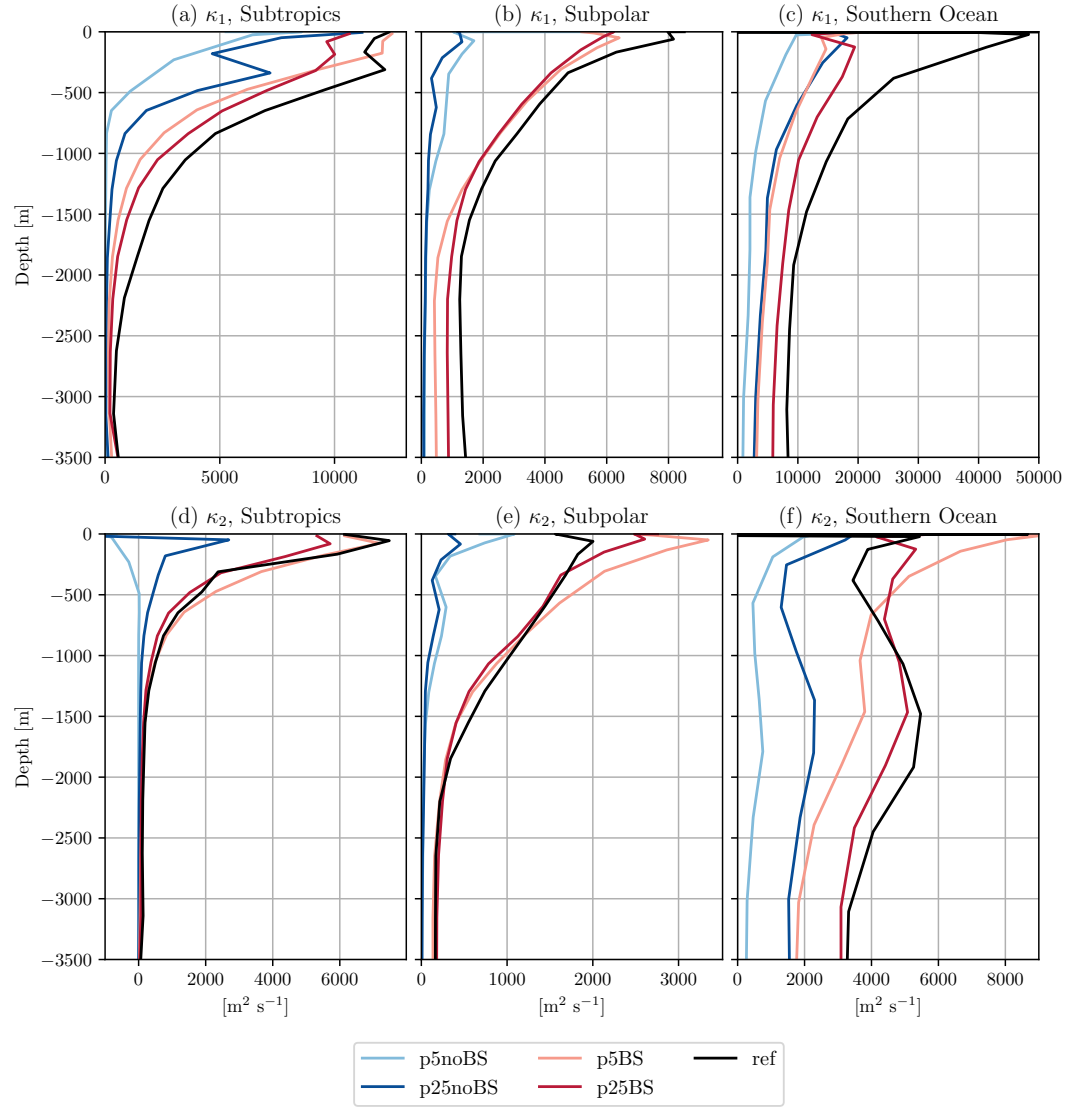 (a) κ₁, Subtropics
(b) κ₁, Subpolar
(c) κ₁, Southern Ocean
0
−500
−1000
−1500
−2000
−2500
−3000
−3500
Depth [m]
0 5000 10000
0 2000 4000 6000 8000
0 10000 20000 30000 40000 50000
(d) κ₂, Subtropics
(e) κ₂, Subpolar
(f) κ₂, Southern Ocean
0
−500
−1000
−1500
−2000
−2500
−3000
−3500
Depth [m]
0 2000 4000 6000
0 1000 2000 3000
0 2000 4000 6000 8000
[m² s⁻¹]
[m² s⁻¹]
[m² s⁻¹]
p5noBS
p25noBS
p5BS
p25BS
ref